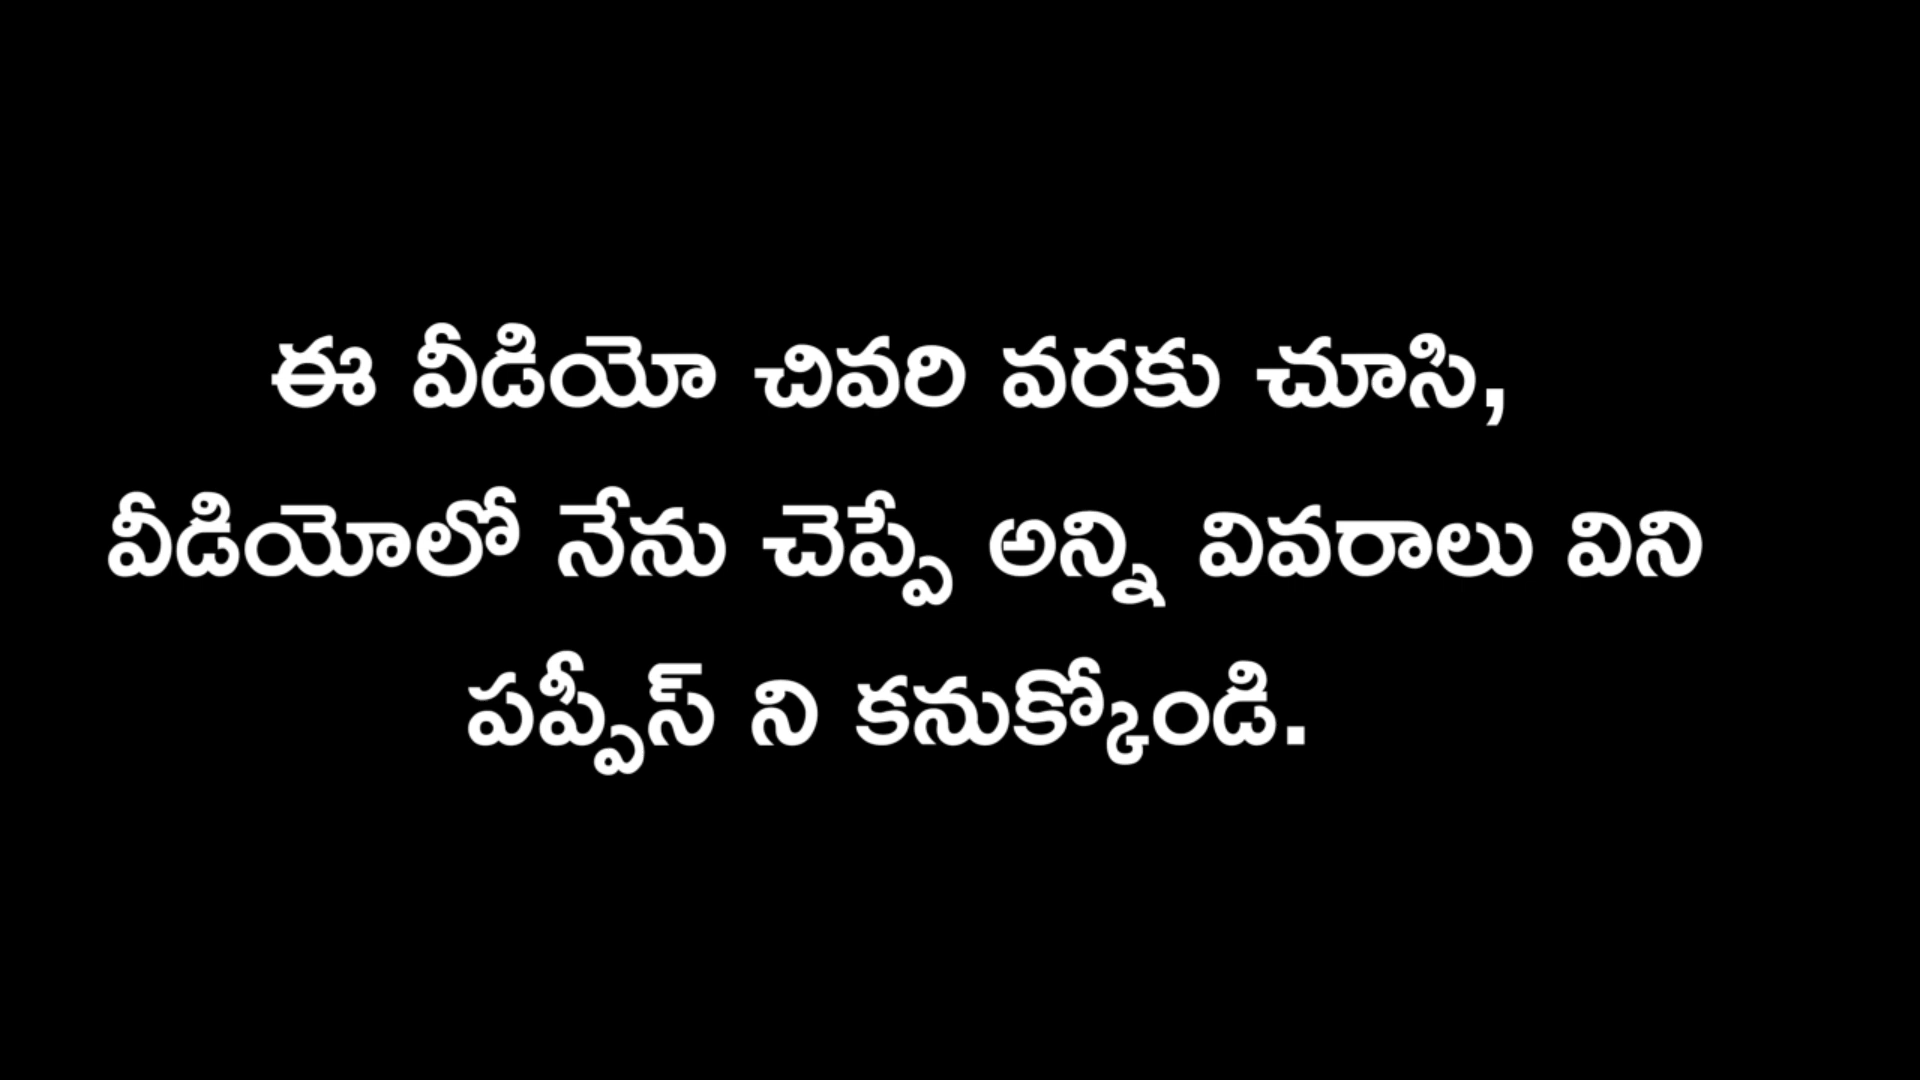 ఈ వీడియో చివరి వరకు చూసి,
వీడియోలో నేను చెప్పే అన్ని వివరాలు విని
పప్పీస్ ని కనుక్కోండి.